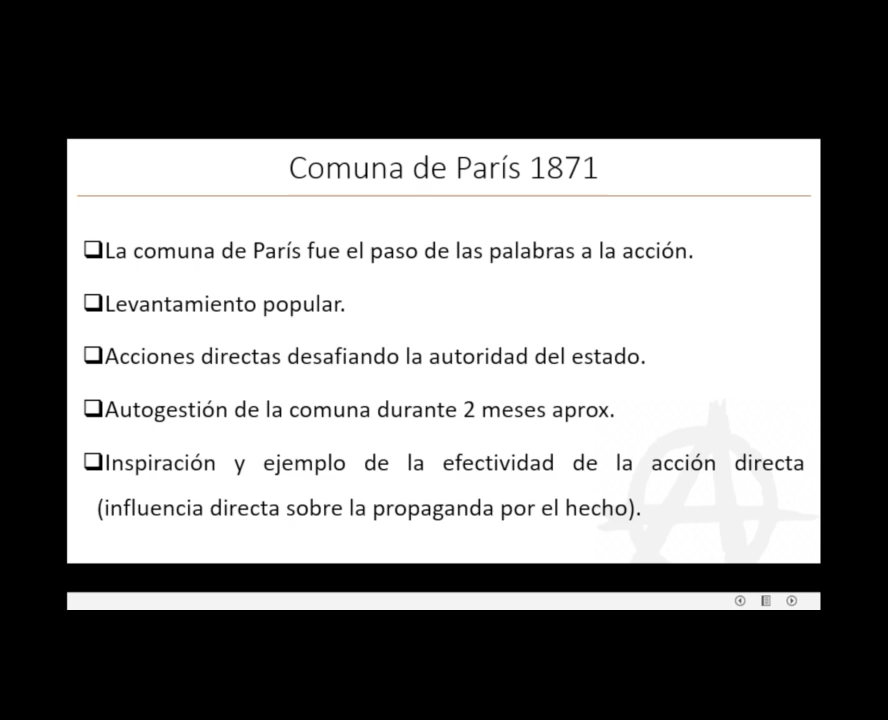 Comuna de París 1871
❑La comuna de París fue el paso de las palabras a la acción.
❑Levantamiento popular.
❑Acciones directas desafiando la autoridad del estado.
❑Autogestión de la comuna durante 2 meses aprox.
❑Inspiración y ejemplo de la efectividad de la acción directa
(influencia directa sobre la propaganda por el hecho).